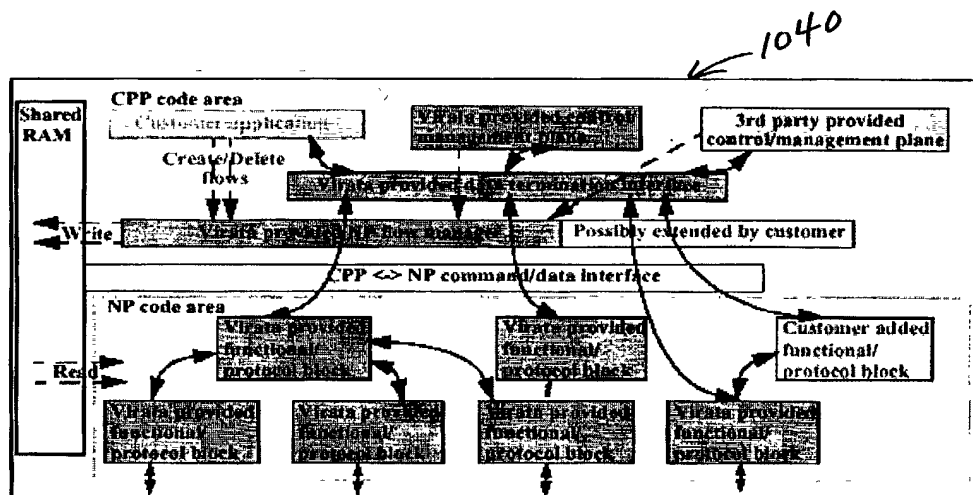 1040
Shared
RAM
CPP code area
Customer application
Create/Delete
flows
Virata provided control/
management plane
3rd party provided
control/management plane
Virata provided data termination interface
Write
Virata provided NP flow manager
Possibly extended by customer
CPP <-> NP command/data interface
NP code area
Read
Virata provided
functional/
protocol block
Virata provided
functional/
protocol block
Customer added
functional/
protocol block
Virata provided
functional/
protocol block
Virata provided
functional/
protocol block
Virata provided
functional/
protocol block
Virata provided
functional/
protocol block